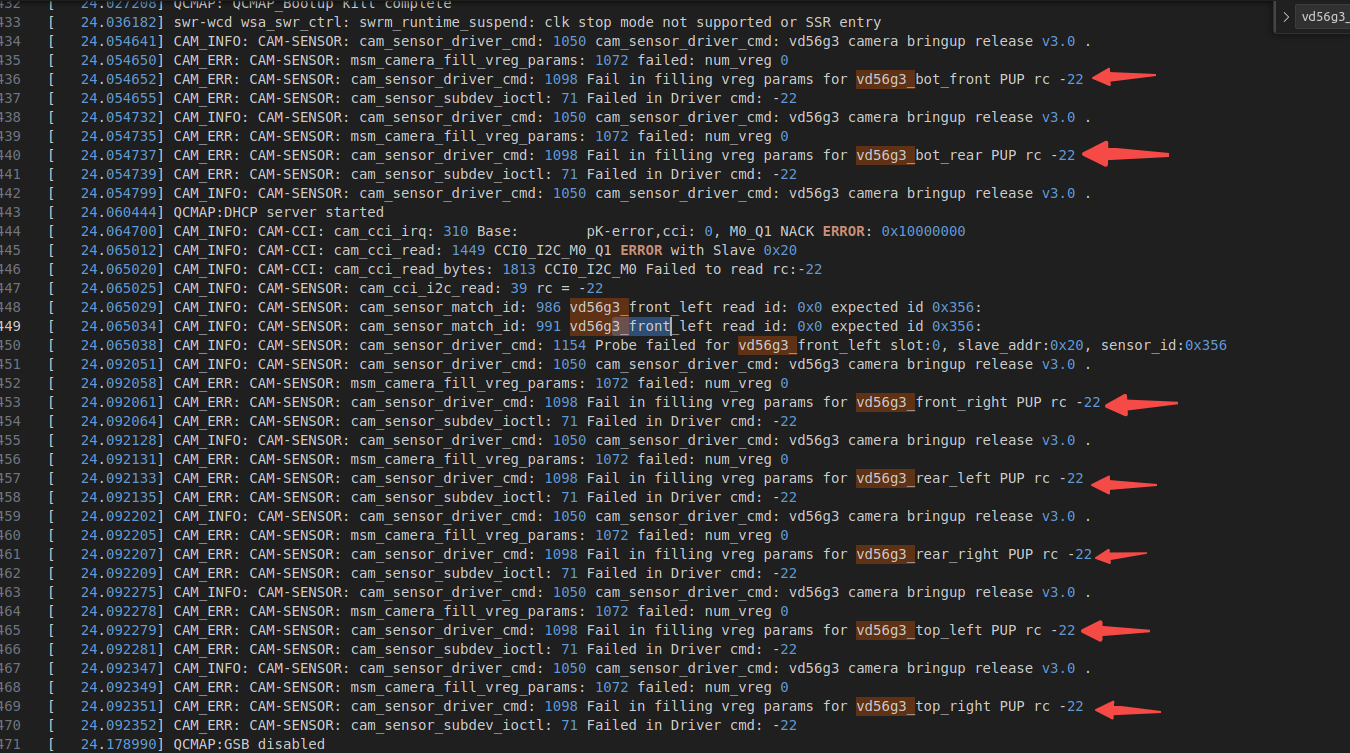 432 [ 24.027208] QCMAP: QCMAP_Bootup kill complete
433 [ 24.036182] swr-wcd wsa_swr_ctrl: swrm_runtime_suspend: clk stop mode not supported or SSR entry
vd56g3_
434 [ 24.054641] CAM_INFO: CAM-SENSOR: cam_sensor_driver_cmd: 1050 cam_sensor_driver_cmd: vd56g3 camera bringup release v3.0 .
435 [ 24.054650] CAM_ERR: CAM-SENSOR: msm_camera_fill_vreg_params: 1072 failed: num_vreg 0
436 [ 24.054652] CAM_ERR: CAM-SENSOR: cam_sensor_driver_cmd: 1098 Fail in filling vreg params for vd56g3_bot_front PUP rc -22
437 [ 24.054655] CAM_ERR: CAM-SENSOR: cam_sensor_subdev_ioctl: 71 Failed in Driver cmd: -22
438 [ 24.054732] CAM_INFO: CAM-SENSOR: cam_sensor_driver_cmd: 1050 cam_sensor_driver_cmd: vd56g3 camera bringup release v3.0 .
439 [ 24.054735] CAM_ERR: CAM-SENSOR: msm_camera_fill_vreg_params: 1072 failed: num_vreg 0
440 [ 24.054737] CAM_ERR: CAM-SENSOR: cam_sensor_driver_cmd: 1098 Fail in filling vreg params for vd56g3_bot_rear PUP rc -22
441 [ 24.054739] CAM_ERR: CAM-SENSOR: cam_sensor_subdev_ioctl: 71 Failed in Driver cmd: -22
442 [ 24.054799] CAM_INFO: CAM-SENSOR: cam_sensor_driver_cmd: 1050 cam_sensor_driver_cmd: vd56g3 camera bringup release v3.0 .
443 [ 24.060444] QCMAP:DHCP server started
444 [ 24.064700] CAM_INFO: CAM-CCI: cam_cci_irq: 310 Base: pK-error,cci: 0, M0_Q1 NACK ERROR: 0x10000000
445 [ 24.065012] CAM_INFO: CAM-CCI: cam_cci_read: 1449 CCI0_I2C_M0_Q1 ERROR with Slave 0x20
446 [ 24.065020] CAM_INFO: CAM-CCI: cam_cci_read_bytes: 1813 CCI0_I2C_M0 Failed to read rc:-22
447 [ 24.065025] CAM_INFO: CAM-SENSOR: cam_cci_i2c_read: 39 rc = -22
448 [ 24.065029] CAM_INFO: CAM-SENSOR: cam_sensor_match_id: 986 vd56g3_front_left read id: 0x0 expected id 0x356:
449 [ 24.065034] CAM_INFO: CAM-SENSOR: cam_sensor_match_id: 991 vd56g3_front_left read id: 0x0 expected id 0x356:
450 [ 24.065038] CAM_INFO: CAM-SENSOR: cam_sensor_driver_cmd: 1154 Probe failed for vd56g3_front_left slot:0, slave_addr:0x20, sensor_id:0x356
451 [ 24.092051] CAM_INFO: CAM-SENSOR: cam_sensor_driver_cmd: 1050 cam_sensor_driver_cmd: vd56g3 camera bringup release v3.0 .
452 [ 24.092058] CAM_ERR: CAM-SENSOR: msm_camera_fill_vreg_params: 1072 failed: num_vreg 0
453 [ 24.092061] CAM_ERR: CAM-SENSOR: cam_sensor_driver_cmd: 1098 Fail in filling vreg params for vd56g3_front_right PUP rc -22
454 [ 24.092064] CAM_ERR: CAM-SENSOR: cam_sensor_subdev_ioctl: 71 Failed in Driver cmd: -22
455 [ 24.092128] CAM_INFO: CAM-SENSOR: cam_sensor_driver_cmd: 1050 cam_sensor_driver_cmd: vd56g3 camera bringup release v3.0 .
456 [ 24.092131] CAM_ERR: CAM-SENSOR: msm_camera_fill_vreg_params: 1072 failed: num_vreg 0
457 [ 24.092133] CAM_ERR: CAM-SENSOR: cam_sensor_driver_cmd: 1098 Fail in filling vreg params for vd56g3_rear_left PUP rc -22
458 [ 24.092135] CAM_ERR: CAM-SENSOR: cam_sensor_subdev_ioctl: 71 Failed in Driver cmd: -22
459 [ 24.092202] CAM_INFO: CAM-SENSOR: cam_sensor_driver_cmd: 1050 cam_sensor_driver_cmd: vd56g3 camera bringup release v3.0 .
460 [ 24.092205] CAM_ERR: CAM-SENSOR: msm_camera_fill_vreg_params: 1072 failed: num_vreg 0
461 [ 24.092207] CAM_ERR: CAM-SENSOR: cam_sensor_driver_cmd: 1098 Fail in filling vreg params for vd56g3_rear_right PUP rc -22
462 [ 24.092209] CAM_ERR: CAM-SENSOR: cam_sensor_subdev_ioctl: 71 Failed in Driver cmd: -22
463 [ 24.092275] CAM_INFO: CAM-SENSOR: cam_sensor_driver_cmd: 1050 cam_sensor_driver_cmd: vd56g3 camera bringup release v3.0 .
464 [ 24.092278] CAM_ERR: CAM-SENSOR: msm_camera_fill_vreg_params: 1072 failed: num_vreg 0
465 [ 24.092279] CAM_ERR: CAM-SENSOR: cam_sensor_driver_cmd: 1098 Fail in filling vreg params for vd56g3_top_left PUP rc -22
466 [ 24.092281] CAM_ERR: CAM-SENSOR: cam_sensor_subdev_ioctl: 71 Failed in Driver cmd: -22
467 [ 24.092347] CAM_INFO: CAM-SENSOR: cam_sensor_driver_cmd: 1050 cam_sensor_driver_cmd: vd56g3 camera bringup release v3.0 .
468 [ 24.092349] CAM_ERR: CAM-SENSOR: msm_camera_fill_vreg_params: 1072 failed: num_vreg 0
469 [ 24.092351] CAM_ERR: CAM-SENSOR: cam_sensor_driver_cmd: 1098 Fail in filling vreg params for vd56g3_top_right PUP rc -22
470 [ 24.092352] CAM_ERR: CAM-SENSOR: cam_sensor_subdev_ioctl: 71 Failed in Driver cmd: -22
471 [ 24.178990] QCMAP:GSB disabled